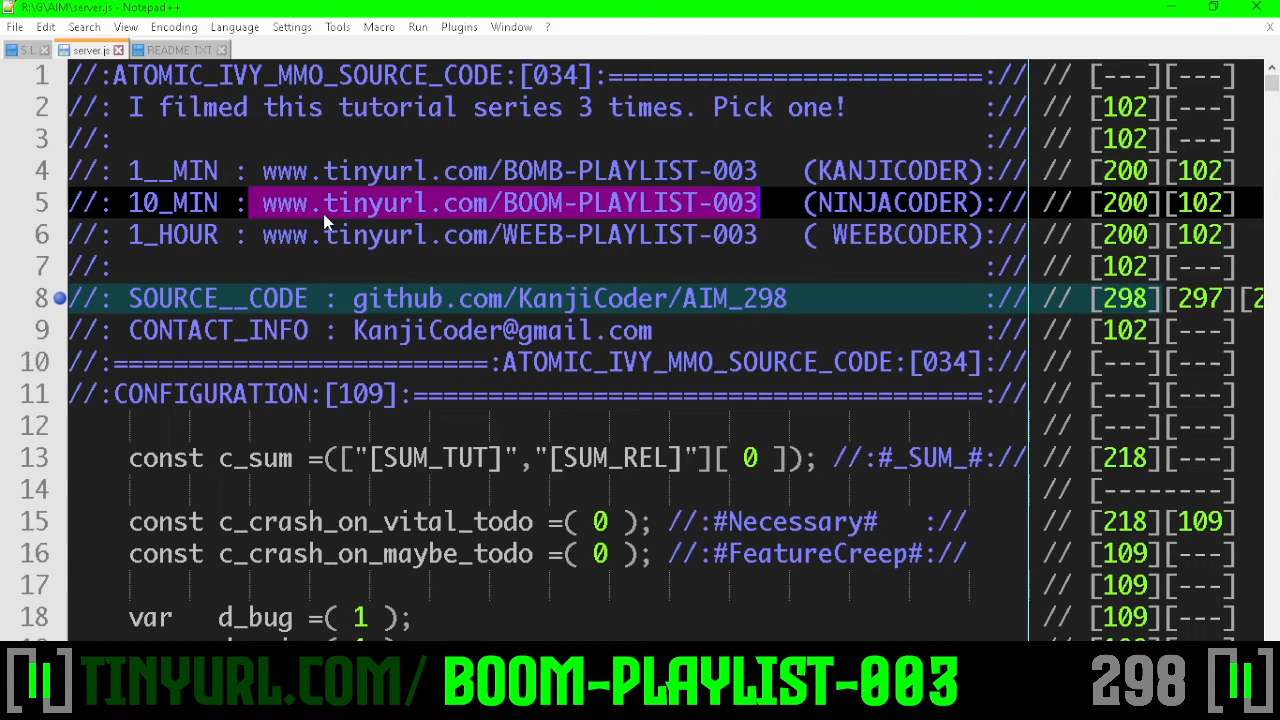 R:\G\AIM\server.js - Notepad++
File Edit Search View Encoding Language Settings Tools Macro Run Plugins Window X
S.L server.js README.TXT
1 //:ATOMIC_IVY_MMO_SOURCE_CODE:[034]:=========================:// // [---][---]
2 //: I filmed this tutorial series 3 times. Pick one! :// // [102][---]
3 //: :// // [102][---]
4 //: 1__MIN : www.tinyurl.com/BOMB-PLAYLIST-003 (KANJICODER):// // [200][102]
5 //: 10_MIN : www.tinyurl.com/BOOM-PLAYLIST-003 (NINJACODER):// // [200][102]
6 //: 1_HOUR : www.tinyurl.com/WEEB-PLAYLIST-003 ( WEEBCODER):// // [200][102]
7 //: :// // [102][---]
8 //: SOURCE__CODE : github.com/KanjiCoder/AIM_298 :// // [298][297][2
9 //: CONTACT_INFO : KanjiCoder@gmail.com :// // [102][---]
10 //:=========================:ATOMIC_IVY_MMO_SOURCE_CODE:[034]:// // [---][---]
11 //:CONFIGURATION:[109]:======================================:// // [---][---]
12 // [---][---]
13 const c_sum =(["[SUM_TUT]","[SUM_REL]"][ 0 ]); //:#_SUM_#:// // [218][---]
14 // [--------]
15 const c_crash_on_vital_todo =( 0 ); //:#Necessary# :// // [218][109]
16 const c_crash_on_maybe_todo =( 0 ); //:#FeatureCreep#:// // [109][---]
17 // [109][---]
18 var d_bug =( 1 ); // [109][---]
[||] TINYURL.COM/ BOOM-PLAYLIST-003 298 [||]